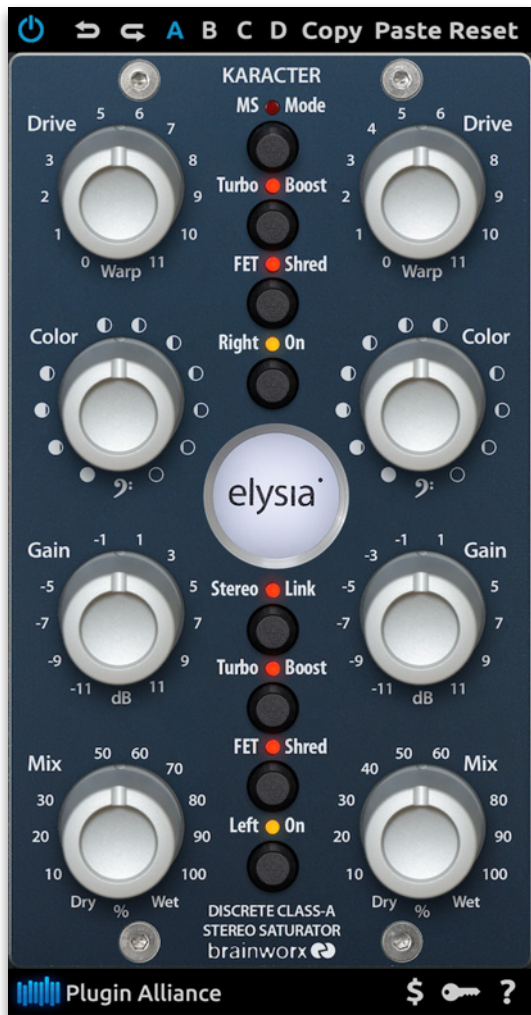 A B C D Copy Paste Reset
KARACTER
MS Mode
Drive 5 6 7 8 9 10 11 Warp 0 1 2 3
Drive 5 6 8 9 10 11 Warp 0 1 2 3 4
Turbo Boost
FET Shred
Right On
Color
Color
elysia
Gain -1 1 3 5 7 9 11 dB -11 -9 -7 -5
Gain -1 1 5 7 9 11 dB -11 -9 -7 -5 -3
Stereo Link
Turbo Boost
FET Shred
Left On
Mix 50 60 70 80 90 100 Wet % Dry 10 20 30
Mix 50 60 80 90 100 Wet % Dry 10 20 30 40
DISCRETE CLASS-A
STEREO SATURATOR
brainworx
Plugin Alliance $ ?